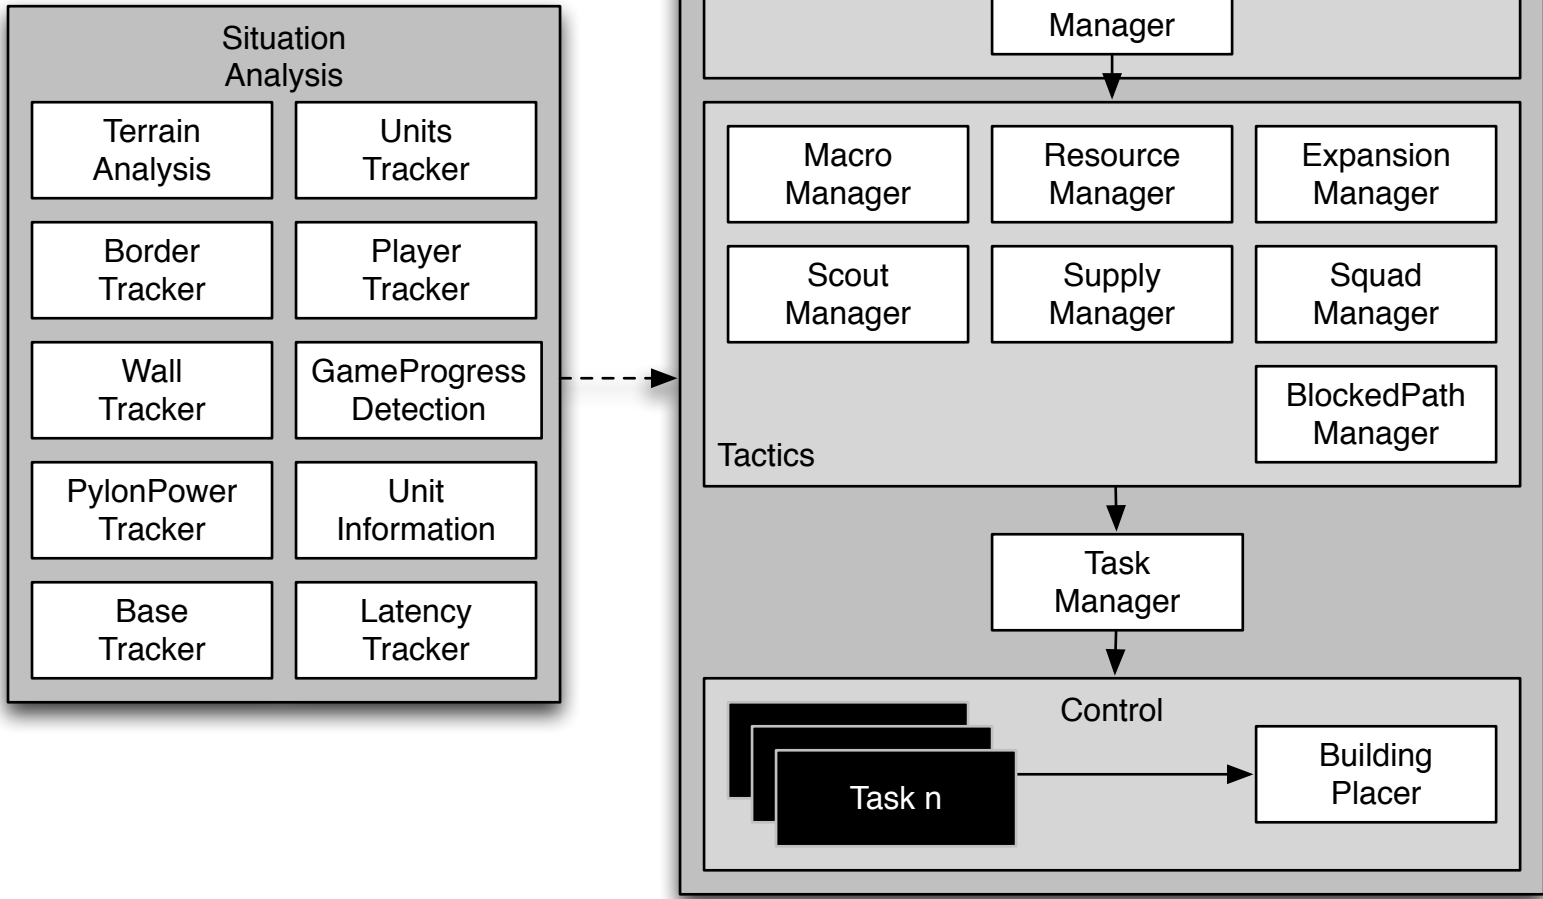 Situation
Analysis
Terrain
Analysis
Units
Tracker
Border
Tracker
Player
Tracker
Wall
Tracker
GameProgress
Detection
PylonPower
Tracker
Unit
Information
Base
Tracker
Latency
Tracker
Manager
Macro
Manager
Resource
Manager
Expansion
Manager
Scout
Manager
Supply
Manager
Squad
Manager
BlockedPath
Manager
Tactics
Task
Manager
Control
Task n
Building
Placer